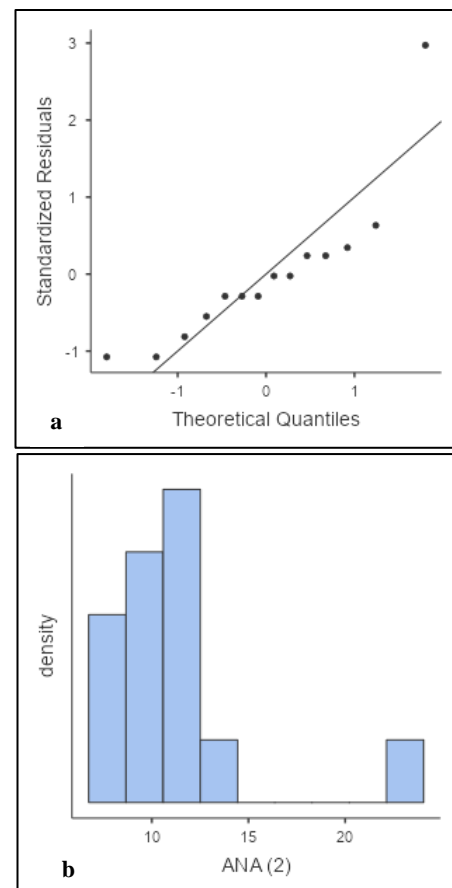 3
2
1
0
-1
Standardized Residuals
-1 0 1
Theoretical Quantiles
a
density
10 15 20
ANA (2)
b